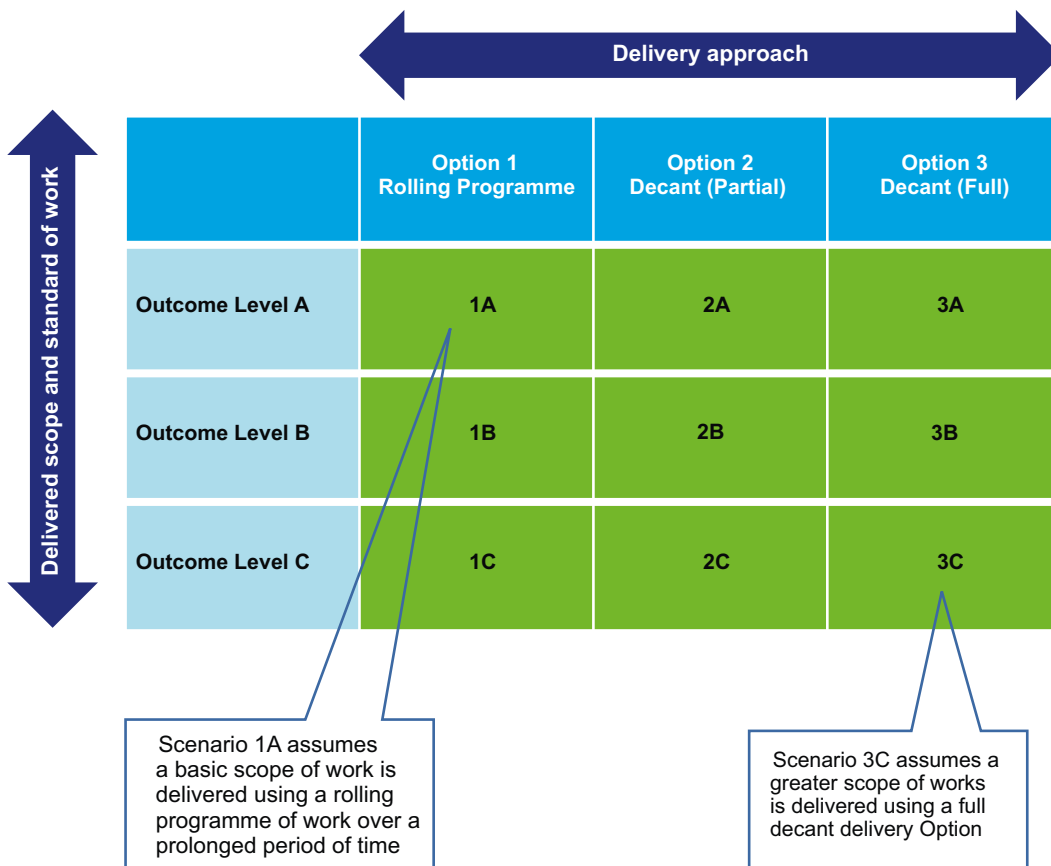 Delivery approach
Delivered scope and standard of work
Option 1
Rolling Programme
Option 2
Decant (Partial)
Option 3
Decant (Full)
Outcome Level A
1A
2A
3A
Outcome Level B
1B
2B
3B
Outcome Level C
1C
2C
3C
Scenario 1A assumes
a basic scope of work is
delivered using a rolling
programme of work over a
prolonged period of time
Scenario 3C assumes a
greater scope of works
is delivered using a full
decant delivery Option